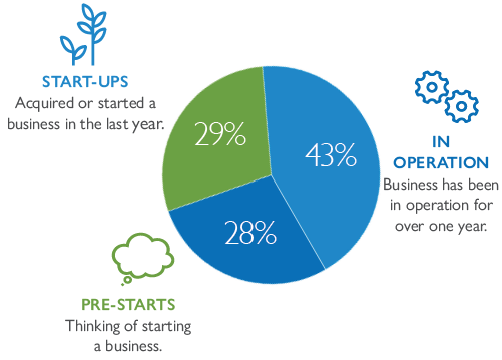 START-UPS
Acquired or started a
business in the last year.
29%
43%
28%
IN
OPERATION
Business has been
in operation for
over one year.
PRE-STARTS
Thinking of starting
a business.